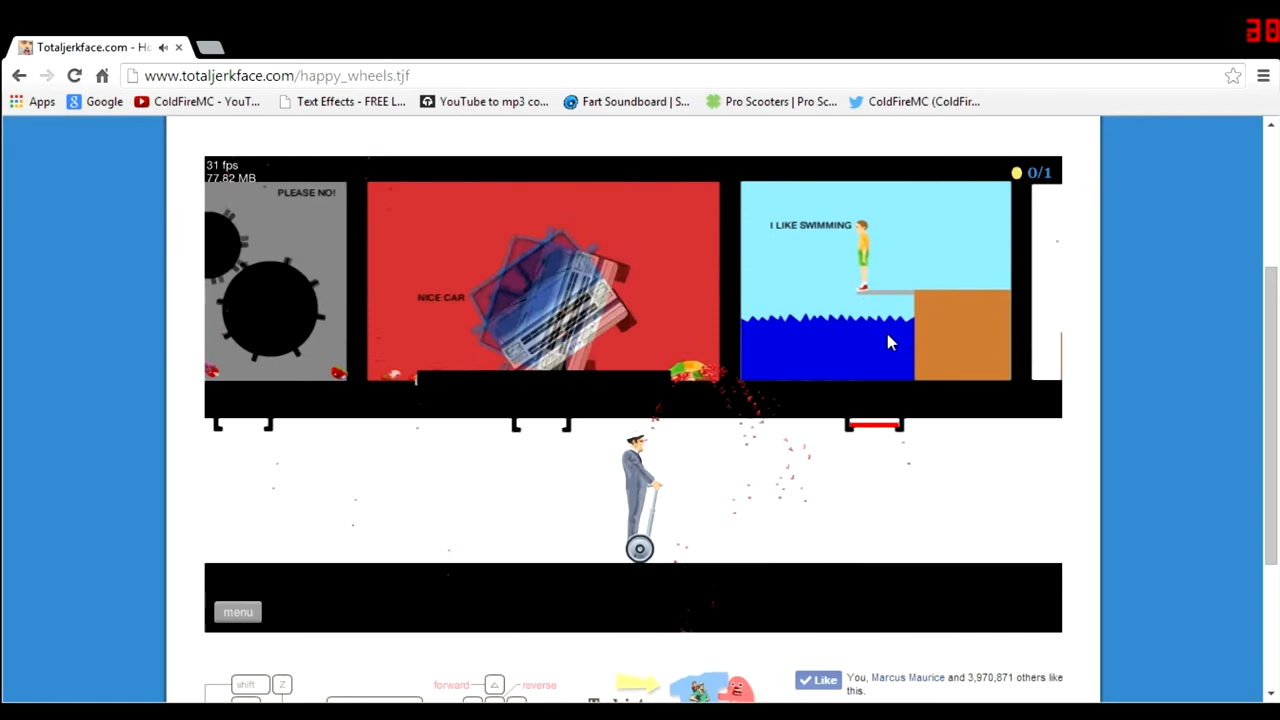 30
Totaljerkface.com - Ho
www.totaljerkface.com/happy_wheels.tjf
Apps Google ColdFireMC - YouT... Text Effects - FREE L... YouTube to mp3 co... Fart Soundboard | S... Pro Scooters | Pro Sc... ColdFireMC (ColdFir...
31 fps
77.82 MB
0/1
PLEASE NO!
I LIKE SWIMMING
NICE CAR
menu
shift Z
forward reverse
Like
You, Marcus Maurice and 3,970,871 others like
this.